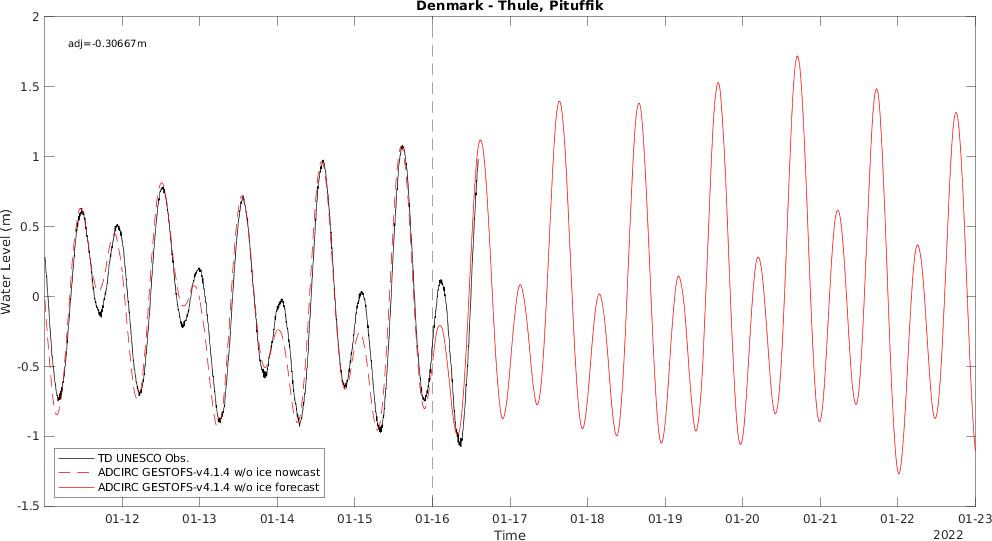 Denmark - Thule, Pituffik
adj=-0.30667m
Water Level (m)
2
1.5
1
0.5
0
-0.5
-1
-1.5
TD UNESCO Obs.
ADCIRC GESTOFS-v4.1.4 w/o ice nowcast
ADCIRC GESTOFS-v4.1.4 w/o ice forecast
01-12 01-13 01-14 01-15 01-16 01-17 01-18 01-19 01-20 01-21 01-22 01-23
Time
2022